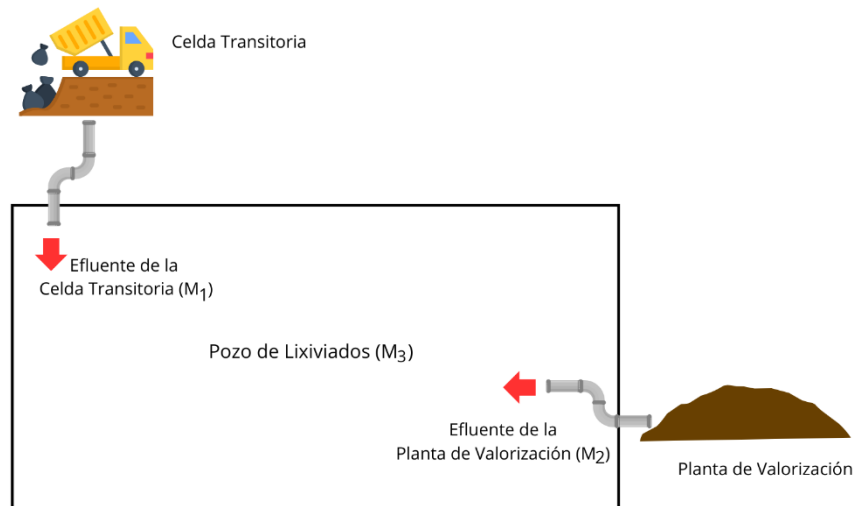 Celda Transitoria
Efluente de la
Celda Transitoria (M1)
Pozo de Lixiviados (M3)
Efluente de la
Planta de Valorización (M2)
Planta de Valorización